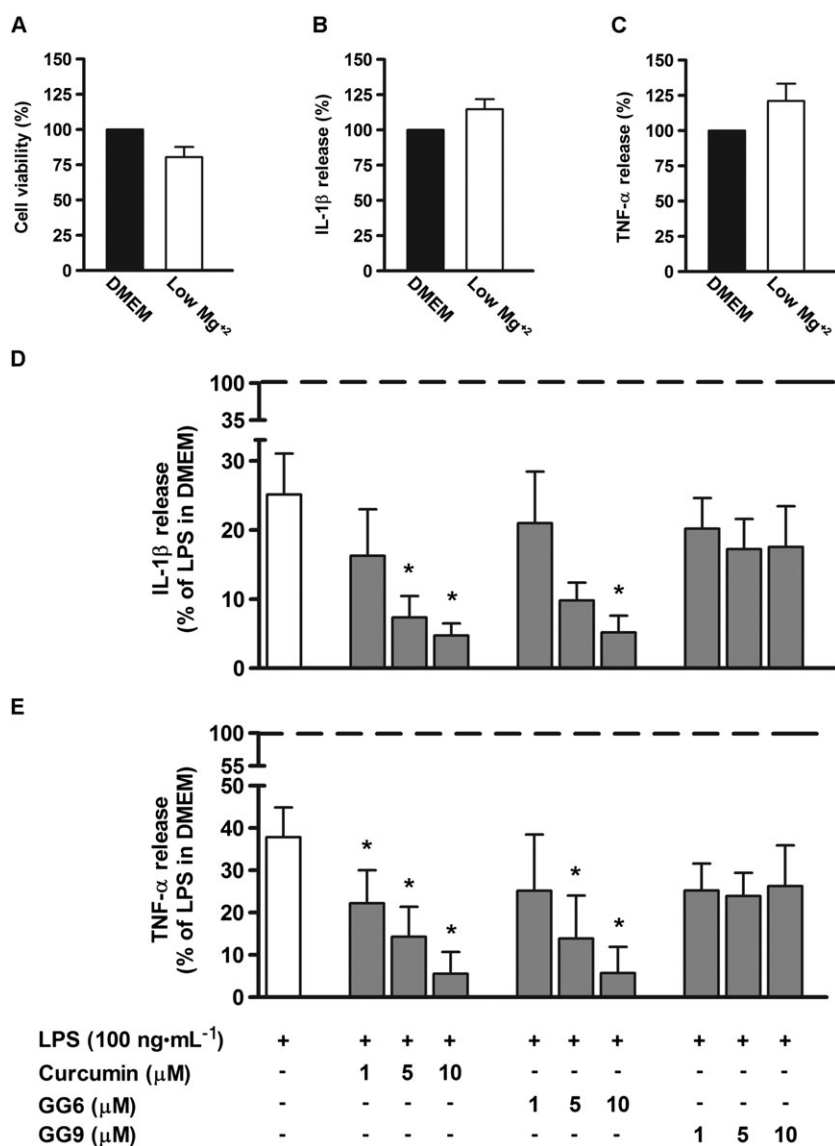 A
B
C
150
125
100
75
50
25
0
Cell viability (%)
DMEM
Low Mg+2
150
125
100
75
50
25
0
IL-1β release (%)
DMEM
Low Mg+2
150
125
100
75
50
25
0
TNF-α release (%)
DMEM
Low Mg+2
D
100
35
30
20
10
0
IL-1β release
(% of LPS in DMEM)
* * *
E
100
55
50
40
30
20
10
0
TNF-α release
(% of LPS in DMEM)
* * * * *
LPS (100 ng•mL-1) + + + + + + + + + +
Curcumin (μM) - 1 5 10 - - - - - -
GG6 (μM) - - - - 1 5 10 - - -
GG9 (μM) - - - - - - - 1 5 10